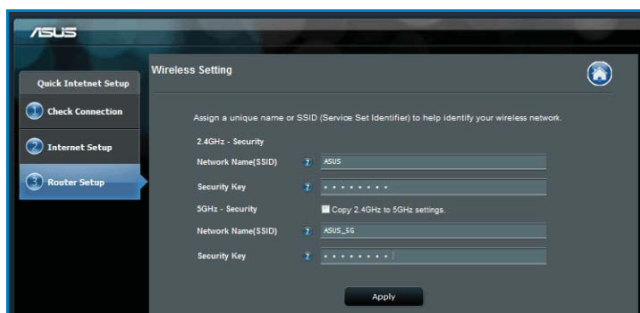 ASUS
Quick Intetnet Setup
1 Check Connection
2 Internet Setup
3 Router Setup
Wireless Setting
Assign a unique name or SSID (Service Set Identifier) to help identify your wireless network.
2.4GHz - Security
Network Name(SSID) ? ASUS
Security Key ? • • • • • • • •
5GHz - Security Copy 2.4GHz to 5GHz settings.
Network Name(SSID) ? ASUS_5G
Security Key ? • • • • • • • •
Apply